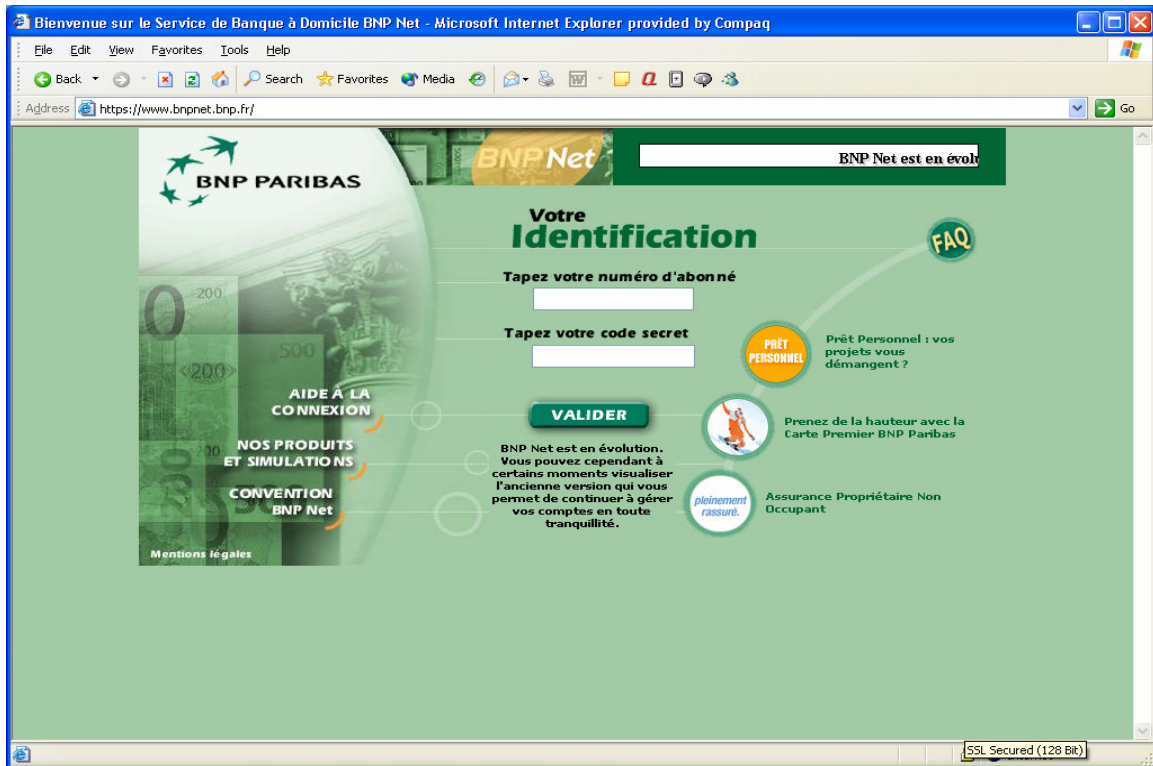 Bienvenue sur le Service de Banque à Domicile BNP Net - Microsoft Internet Explorer provided by Compaq
File Edit View Favorites Tools Help
Back Search Favorites Media
Address https://www.bnpnet.bnp.fr/ Go
BNP PARIBAS
BNP Net
BNP Net est en évolu
Votre
Identification
FAQ
Tapez votre numéro d'abonné
Tapez votre code secret
VALIDER
BNP Net est en évolution.
Vous pouvez cependant à
certains moments visualiser
l'ancienne version qui vous
permet de continuer à gérer
vos comptes en toute
tranquillité.
PRÊT
PERSONNEL
Prêt Personnel : vos
projets vous
démangent ?
Prenez de la hauteur avec la
Carte Premier BNP Paribas
pleinement
rassuré.
Assurance Propriétaire Non
Occupant
200
500
200
200
500
AIDE À LA
CONNEXION
NOS PRODUITS
ET SIMULATIONS
CONVENTION
BNP Net
Mentions légales
SSL Secured (128 Bit)